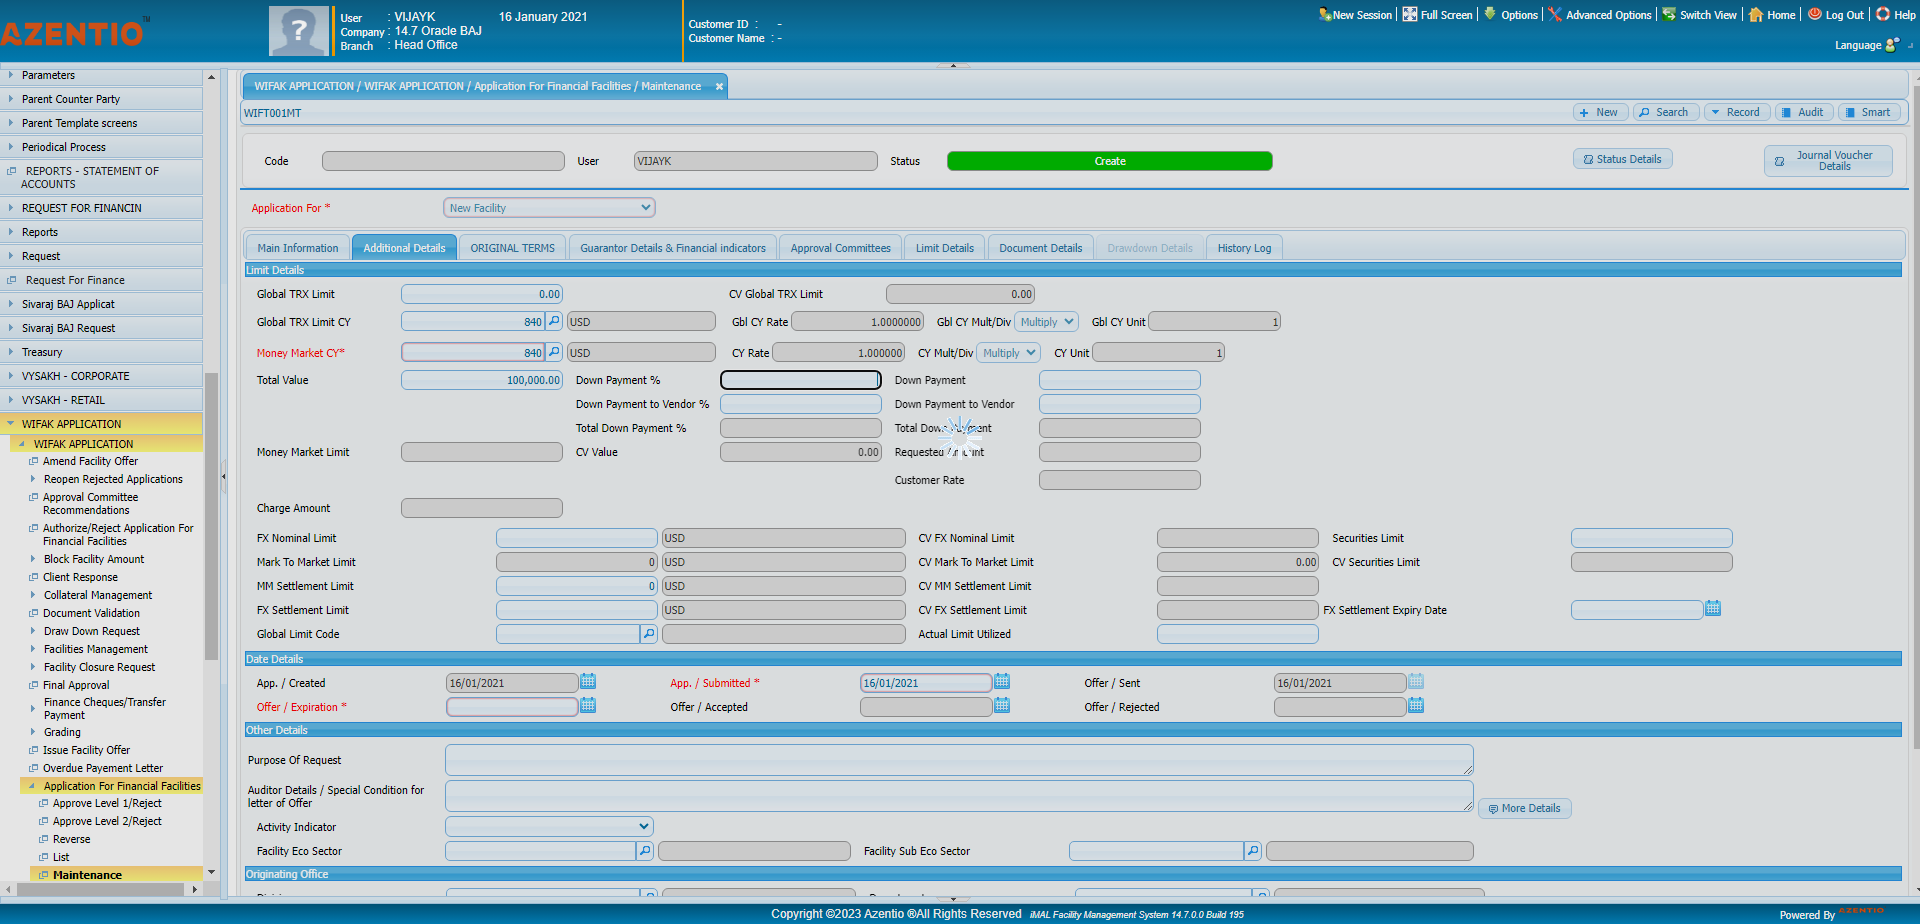 AZENTIO™
User : VIJAYK 16 January 2021
Company : 14.7 Oracle BAJ
Branch : Head Office
Customer ID : -
Customer Name : -
New Session Full Screen Options Advanced Options Switch View Home Log Out Help
Language
Parameters
Parent Counter Party
Parent Template screens
Periodical Process
REPORTS - STATEMENT OF
ACCOUNTS
REQUEST FOR FINANCIN
Reports
Request
Request For Finance
Sivaraj BAJ Applicat
Sivaraj BAJ Request
Treasury
VYSAKH - CORPORATE
VYSAKH - RETAIL
WIFAK APPLICATION
WIFAK APPLICATION
Amend Facility Offer
Reopen Rejected Applications
Approval Committee
Recommendations
Authorize/Reject Application For
Financial Facilities
Block Facility Amount
Client Response
Collateral Management
Document Validation
Draw Down Request
Facilities Management
Facility Closure Request
Final Approval
Finance Cheques/Transfer
Payment
Grading
Issue Facility Offer
Overdue Payement Letter
Application For Financial Facilities
Approve Level 1/Reject
Approve Level 2/Reject
Reverse
List
Maintenance
WIFAK APPLICATION / WIFAK APPLICATION / Application For Financial Facilities / Maintenance
WIFT001MT
New Search Record Audit Smart
Code User VIJAYK Status Create
Status Details
Journal Voucher
Details
Application For * New Facility
Main Information Additional Details ORIGINAL TERMS Guarantor Details & Financial indicators Approval Committees Limit Details Document Details Drawdown Details History Log
Limit Details
Global TRX Limit 0.00 CV Global TRX Limit 0.00
Global TRX Limit CY 840 USD Gbl CY Rate 1.0000000 Gbl CY Mult/Div Multiply Gbl CY Unit 1
Money Market CY* 840 USD CY Rate 1.000000 CY Mult/Div Multiply CY Unit 1
Total Value 100,000.00 Down Payment % Down Payment
Down Payment to Vendor % Down Payment to Vendor
Total Down Payment % Total Down Payment
Money Market Limit CV Value 0.00 Requested Amount
Customer Rate
Charge Amount
FX Nominal Limit USD CV FX Nominal Limit Securities Limit
Mark To Market Limit 0 USD CV Mark To Market Limit 0.00 CV Securities Limit
MM Settlement Limit 0 USD CV MM Settlement Limit
FX Settlement Limit USD CV FX Settlement Limit FX Settlement Expiry Date
Global Limit Code Actual Limit Utilized
Date Details
App. / Created 16/01/2021 App. / Submitted * 16/01/2021 Offer / Sent 16/01/2021
Offer / Expiration * Offer / Accepted Offer / Rejected
Other Details
Purpose Of Request
Auditor Details / Special Condition for
letter of Offer
More Details
Activity Indicator
Facility Eco Sector Facility Sub Eco Sector
Originating Office
Copyright ©2023 Azentio ®All Rights Reserved iMAL Facility Management System 14.7.0.0 Build 195
Powered By AZENTIO